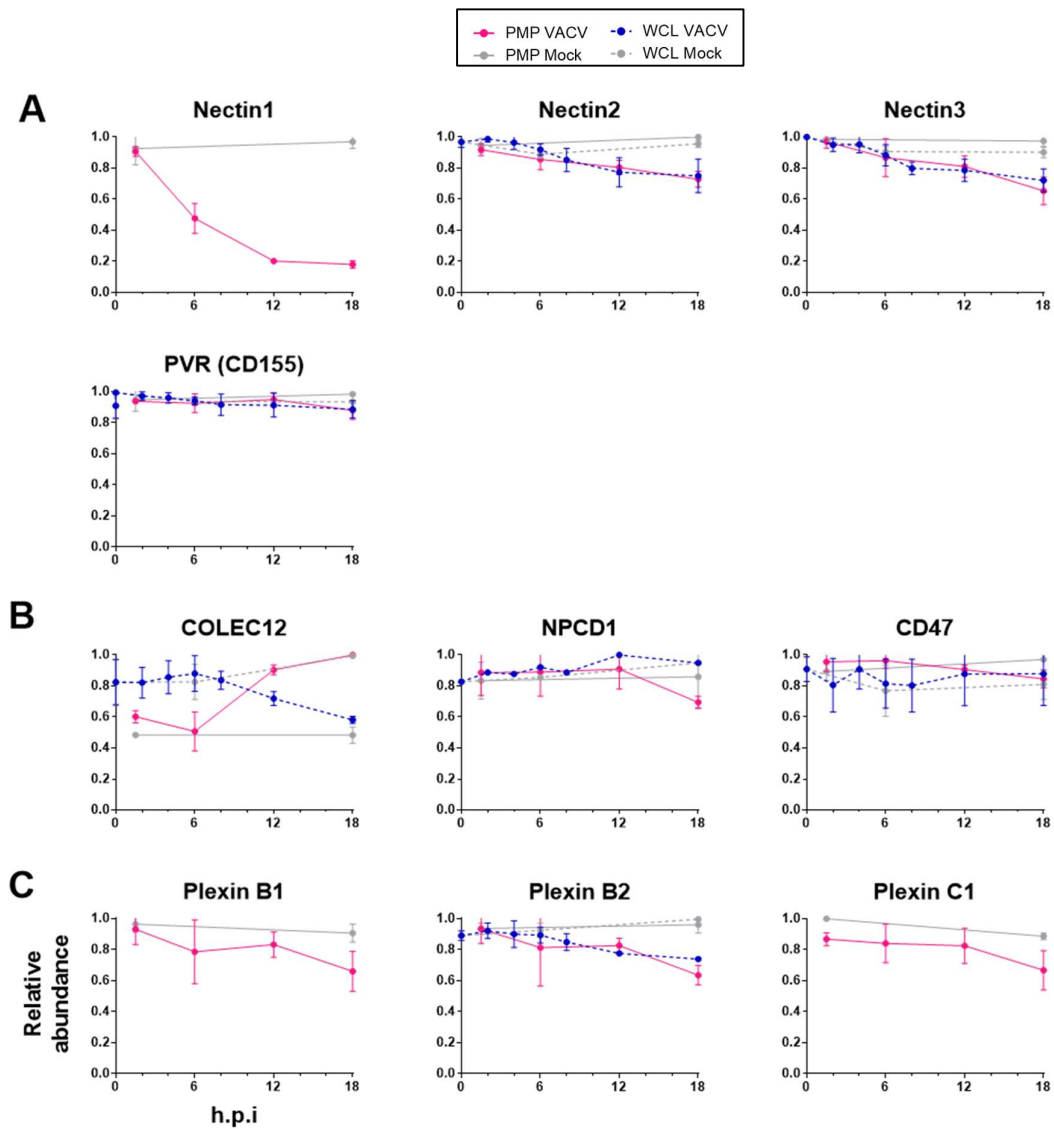 PMP VACV WCL VACV
PMP Mock WCL Mock
A
Nectin1 Nectin2 Nectin3
1.0 1.0 1.0
0.8 0.8 0.8
0.6 0.6 0.6
0.4 0.4 0.4
0.2 0.2 0.2
0.0 0.0 0.0
0 6 12 18 0 6 12 18 0 6 12 18
PVR (CD155)
1.0
0.8
0.6
0.4
0.2
0.0
0 6 12 18
B
COLEC12 NPCD1 CD47
1.0 1.0 1.0
0.8 0.8 0.8
0.6 0.6 0.6
0.4 0.4 0.4
0.2 0.2 0.2
0.0 0.0 0.0
0 6 12 18 0 6 12 18 0 6 12 18
C
Plexin B1 Plexin B2 Plexin C1
1.0 1.0 1.0
0.8 0.8 0.8
0.6 0.6 0.6
0.4 0.4 0.4
0.2 0.2 0.2
0.0 0.0 0.0
0 6 12 18 0 6 12 18 0 6 12 18
Relative
abundance
h.p.i